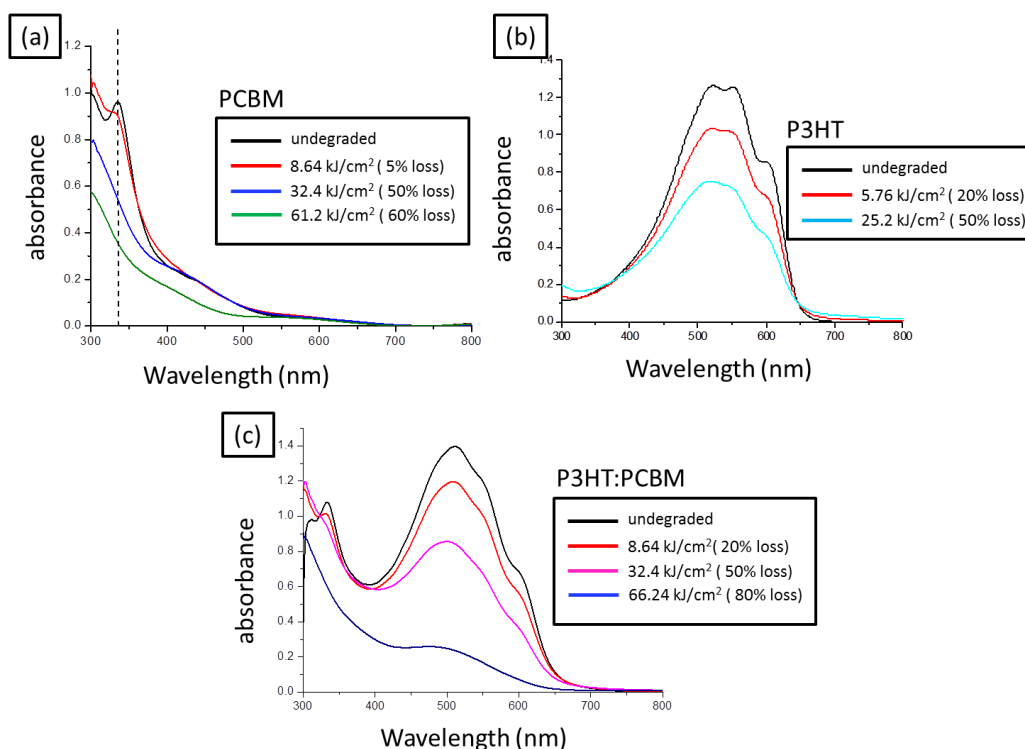 (a)
1.2
1.0
0.8
0.6
0.4
0.2
0.0
absorbance
300 400 500 600 700 800
Wavelength (nm)
PCBM
undegraded
8.64 kJ/cm² ( 5% loss)
32.4 kJ/cm² ( 50% loss)
61.2 kJ/cm² ( 60% loss)
(b)
1.4
1.2
1.0
0.8
0.6
0.4
0.2
0.0
absorbance
300 400 500 600 700 800
Wavelength (nm)
P3HT
undegraded
5.76 kJ/cm² ( 20% loss)
25.2 kJ/cm² ( 50% loss)
(c)
1.4
1.2
1.0
0.8
0.6
0.4
0.2
0.0
absorbance
300 400 500 600 700 800
Wavelength (nm)
P3HT:PCBM
undegraded
8.64 kJ/cm²( 20% loss)
32.4 kJ/cm² ( 50% loss)
66.24 kJ/cm² ( 80% loss)